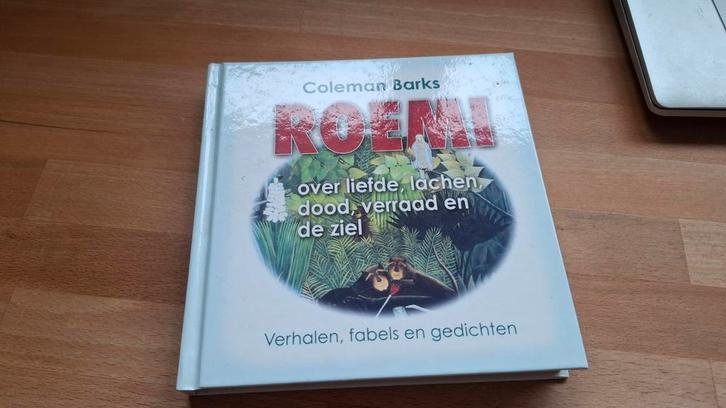 Coleman Barks
ROEMI
over liefde, lachen,
dood, verraad en
de ziel
Verhalen, fabels en gedichten